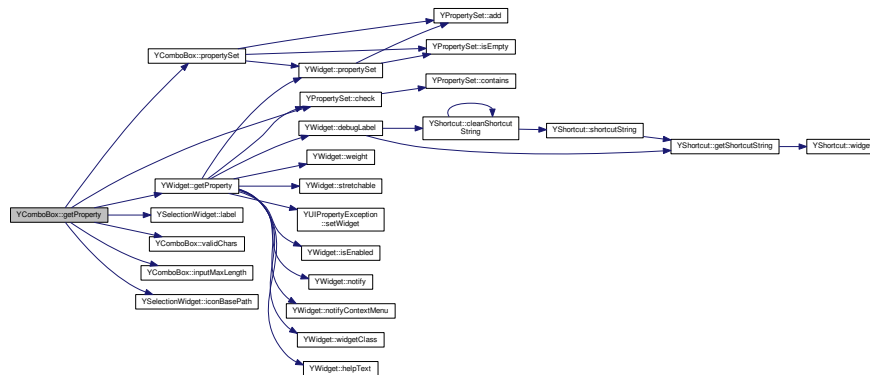 YPropertySet::add
YComboBox::propertySet
YPropertySet::isEmpty
YWidget::propertySet
YPropertySet::contains
YPropertySet::check
YShortcut::cleanShortcut
String
YWidget::debugLabel
YShortcut::shortcutString
YShortcut::getShortcutString
YShortcut::widget
YWidget::weight
YWidget::getProperty
YWidget::stretchable
YComboBox::getProperty
YSelectionWidget::label
YUIPropertyException
::setWidget
YComboBox::validChars
YWidget::isEnabled
YComboBox::inputMaxLength
YWidget::notify
YSelectionWidget::iconBasePath
YWidget::notifyContextMenu
YWidget::widgetClass
YWidget::helpText